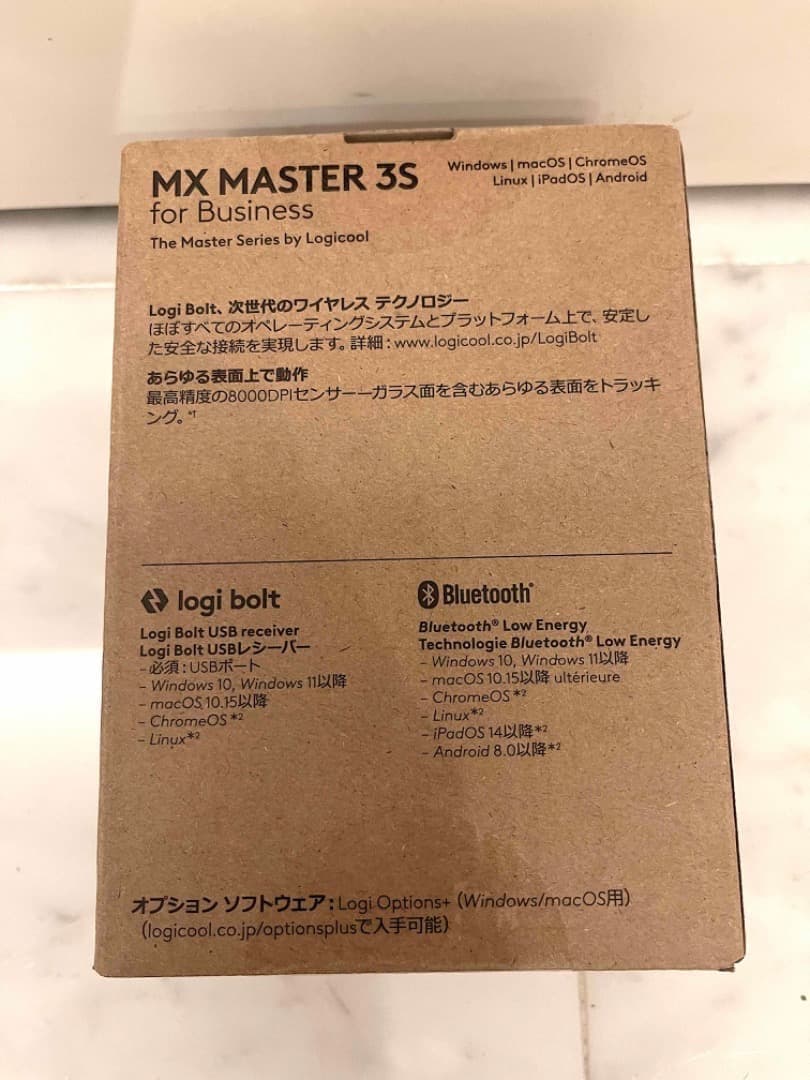 MX MASTER 3S
for Business
The Master Series by Logicool
Windows | macOS | ChromeOS
Linux | iPadOS | Android
Logi Bolt、次世代のワイヤレス テクノロジー
ほぼすべてのオペレーティングシステムとプラットフォーム上で、安定し
た安全な接続を実現します。詳細：www.logicool.co.jp/LogiBolt
あらゆる表面上で動作
最高精度の8000DPIセンサー—ガラス面を含むあらゆる表面をトラッキ
ング。*1
logi bolt
Logi Bolt USB receiver
Logi Bolt USBレシーバー
– 必須：USBポート
– Windows 10, Windows 11以降
– macOS 10.15以降
– ChromeOS *2
– Linux*2
Bluetooth®
Bluetooth® Low Energy
Technologie Bluetooth® Low Energy
– Windows 10, Windows 11以降
– macOS 10.15以降 ultérieure
– ChromeOS *2
– Linux*2
– iPadOS 14以降*2
– Android 8.0以降*2
オプション ソフトウェア：Logi Options+（Windows/macOS用）
（logicool.co.jp/optionsplusで入手可能）